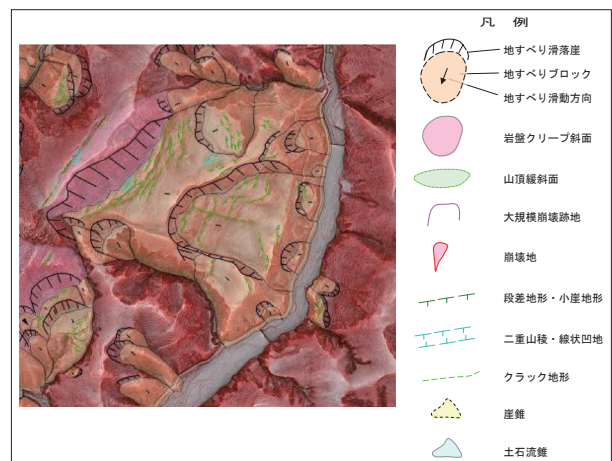 凡 例
地すべり滑落崖
地すべりブロック
地すべり滑動方向
岩盤クリープ斜面
山頂緩斜面
大規模崩壊跡地
崩壊地
段差地形・小崖地形
二重山稜・線状凹地
クラック地形
崖錐
土石流錐